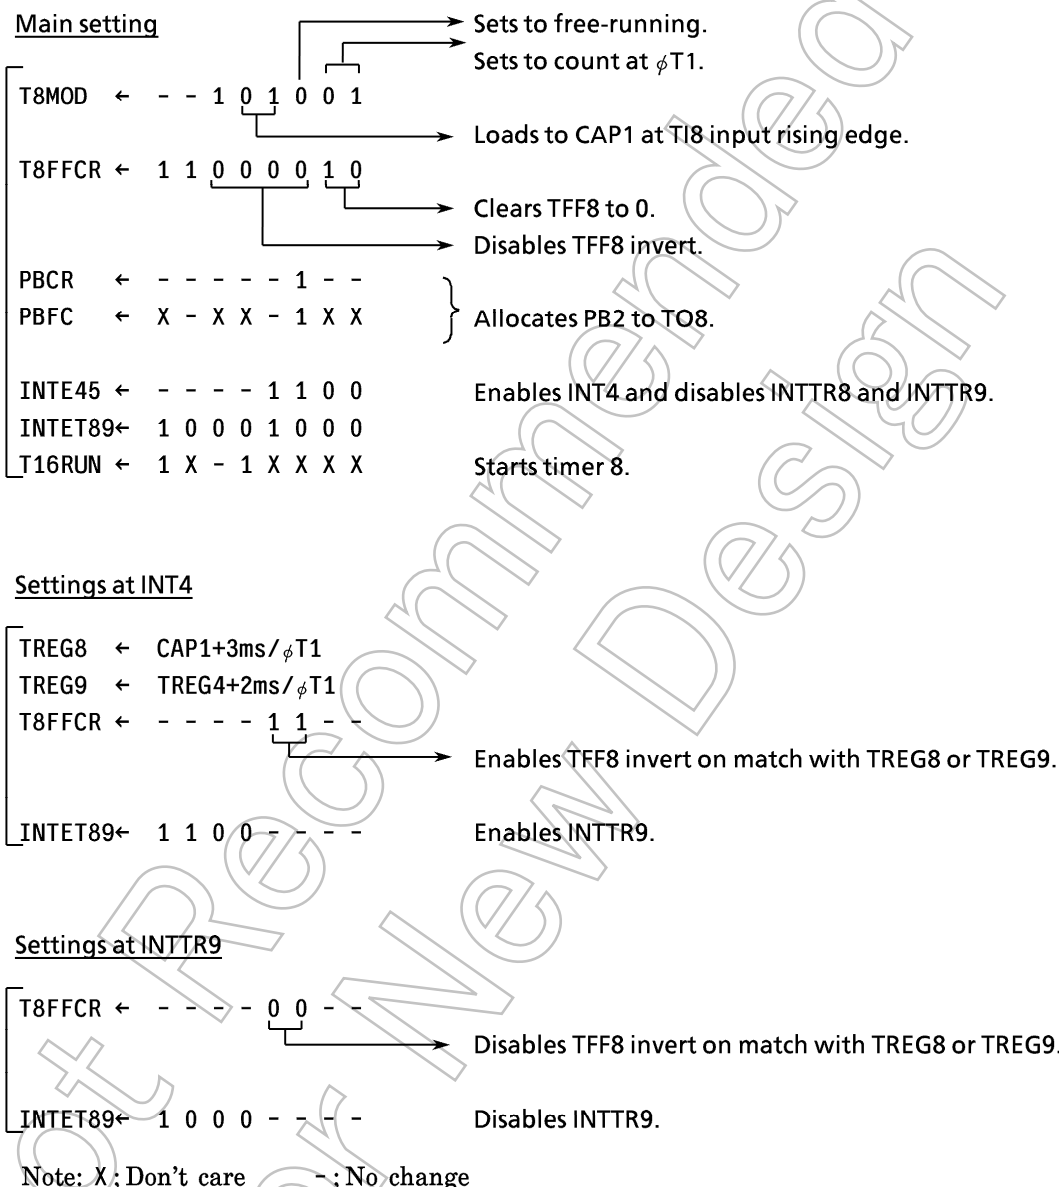 Main setting
Sets to free-running.
Sets to count at ϕT1.
T8MOD ← - - 1 0 1 0 0 1
Loads to CAP1 at TI8 input rising edge.
T8FFCR ← 1 1 0 0 0 0 1 0
Clears TFF8 to 0.
Disables TFF8 invert.
PBCR ← - - - - - 1 - -
PBFC ← X - X X - 1 X X
Allocates PB2 to TO8.
INTE45 ← - - - - 1 1 0 0 Enables INT4 and disables INTTR8 and INTTR9.
INTET89← 1 0 0 0 1 0 0 0
T16RUN ← 1 X - 1 X X X X Starts timer 8.
Settings at INT4
TREG8 ← CAP1+3ms/ϕT1
TREG9 ← TREG4+2ms/ϕT1
T8FFCR ← - - - - 1 1 - -
Enables TFF8 invert on match with TREG8 or TREG9.
INTET89← 1 1 0 0 - - - - Enables INTTR9.
Settings at INTTR9
T8FFCR ← - - - - 0 0 - -
Disables TFF8 invert on match with TREG8 or TREG9.
INTET89← 1 0 0 0 - - - - Disables INTTR9.
Note: X; Don't care -; No change
Not Recommended
for New Design